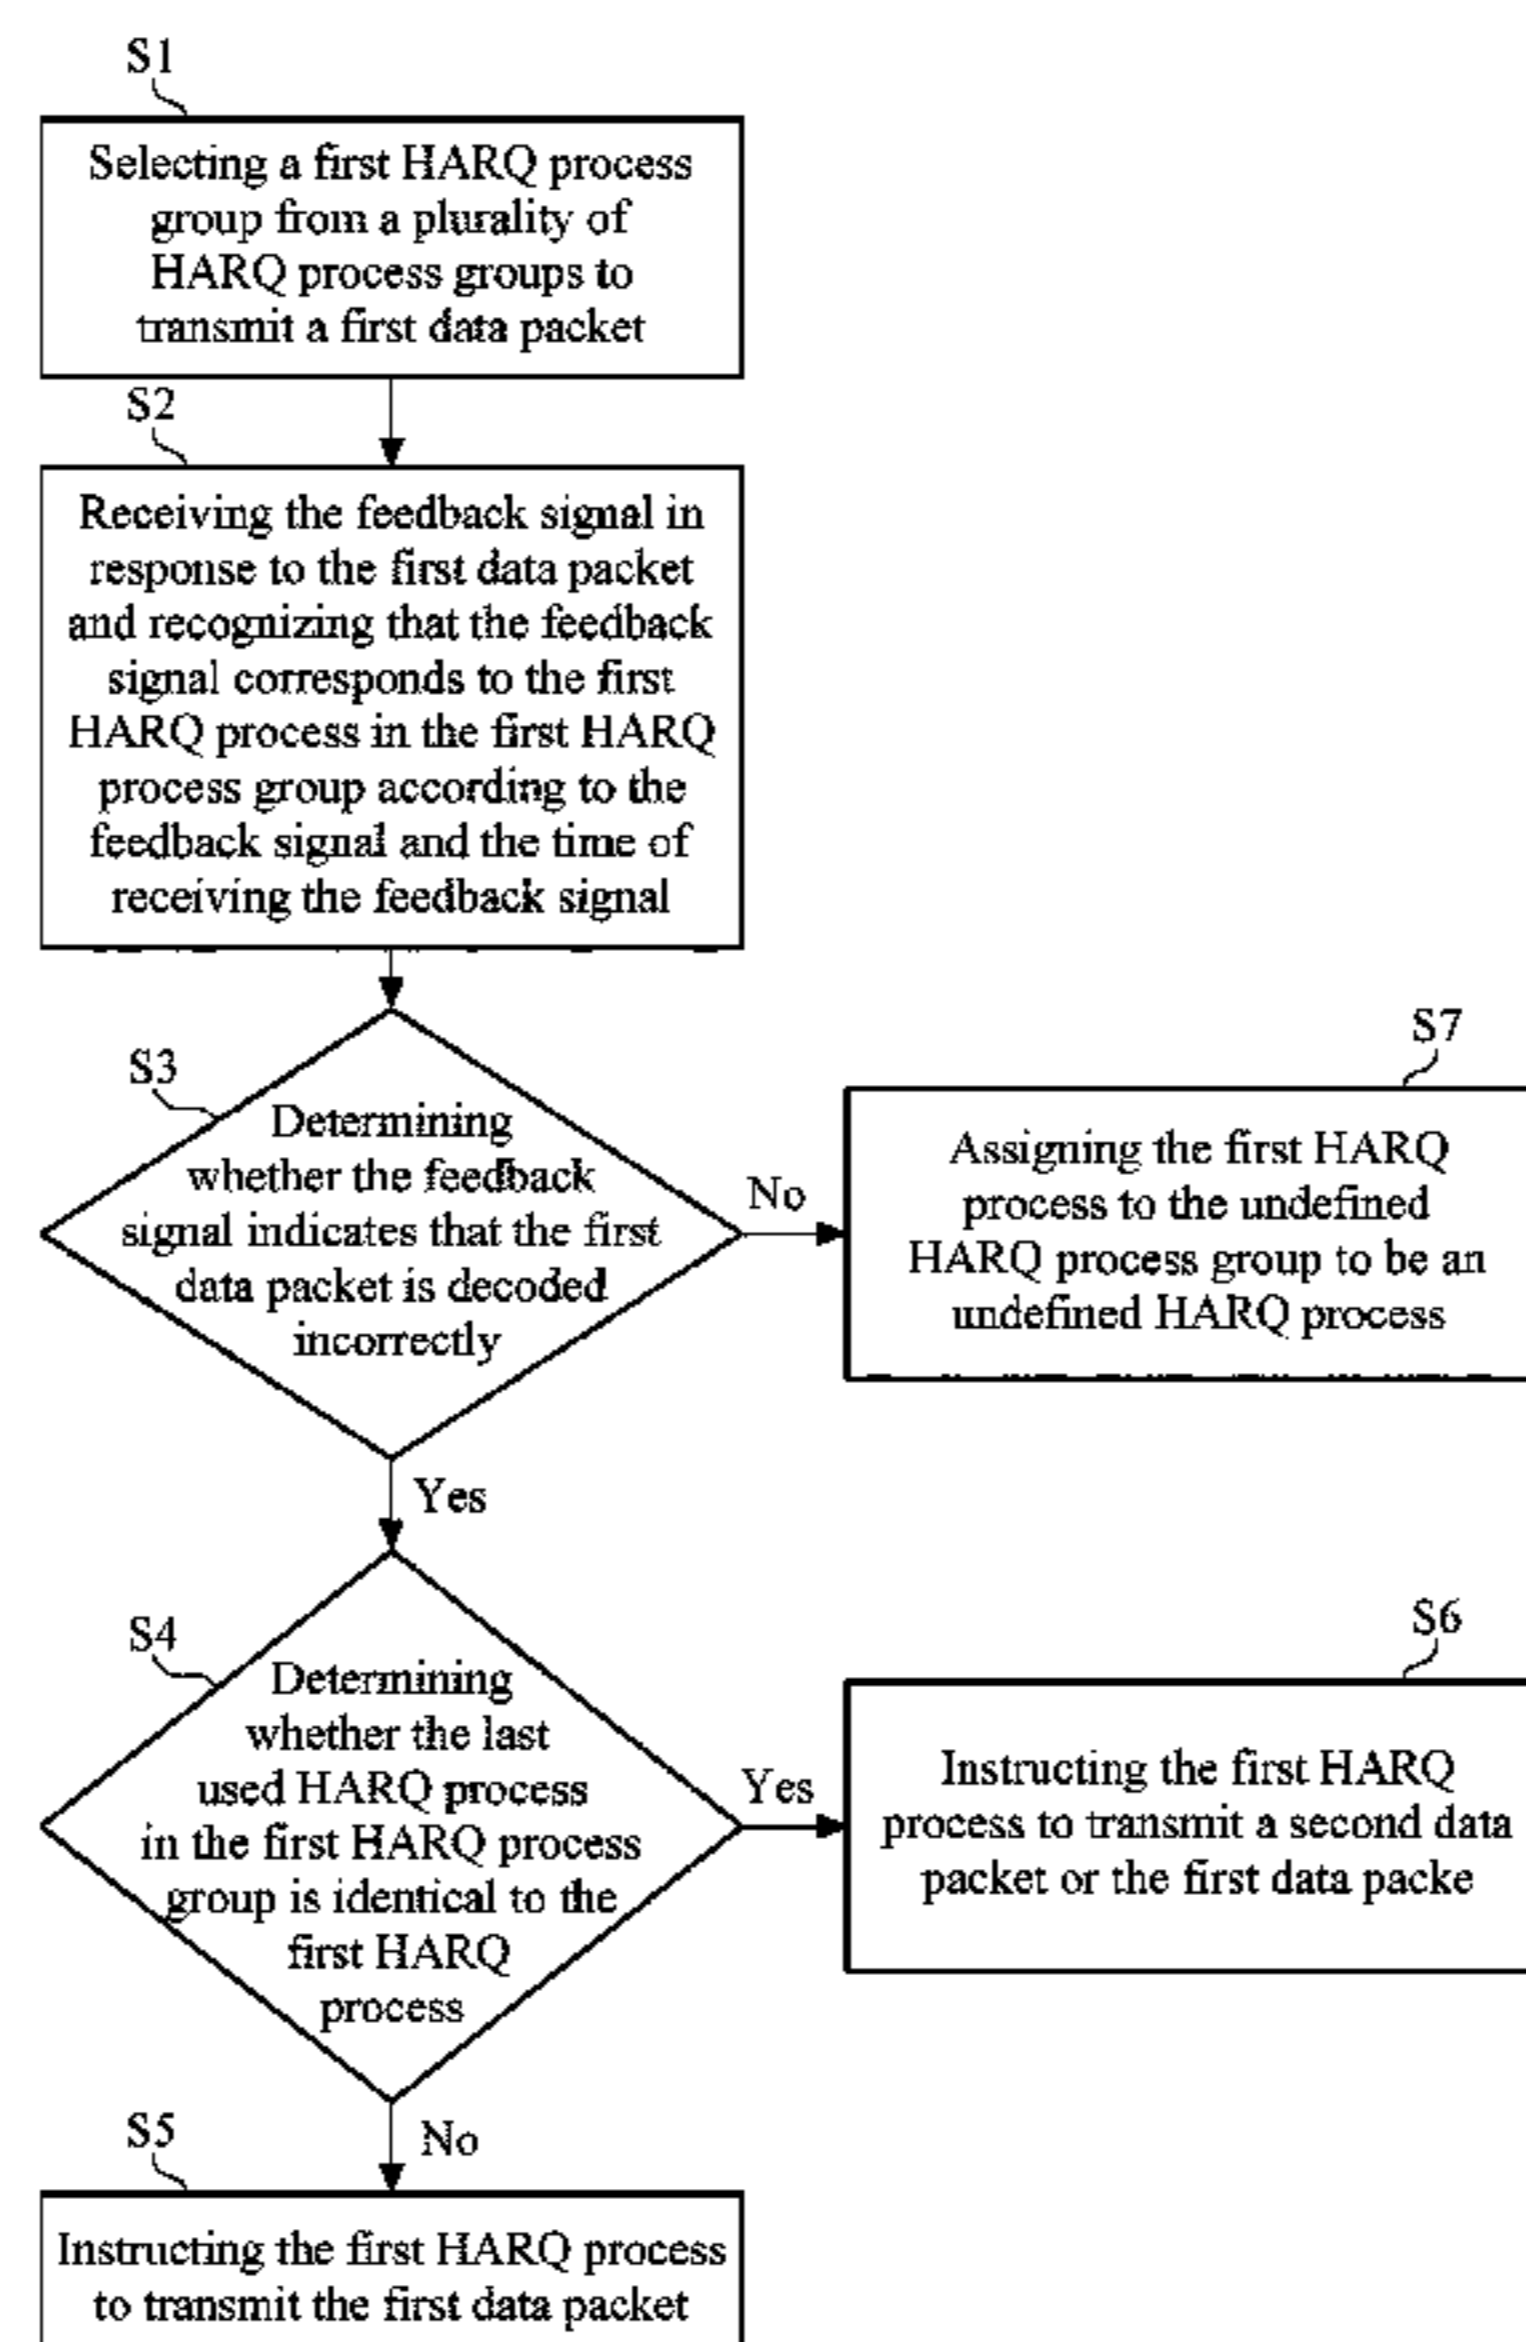 S1
Selecting a first HARQ process
group from a plurality of
HARQ process groups to
transmit a first data packet
S2
Receiving the feedback signal in
response to the first data packet
and recognizing that the feedback
signal corresponds to the first
HARQ process in the first HARQ
process group according to the
feedback signal and the time of
receiving the feedback signal
S3
Determining
whether the feedback
signal indicates that the first
data packet is decoded
incorrectly
No
S7
Assigning the first HARQ
process to the undefined
HARQ process group to be an
undefined HARQ process
Yes
S4
Determining
whether the last
used HARQ process
in the first HARQ process
group is identical to the
first HARQ
process
Yes
S6
Instructing the first HARQ
process to transmit a second data
packet or the first data packe
No
S5
Instructing the first HARQ process
to transmit the first data packet